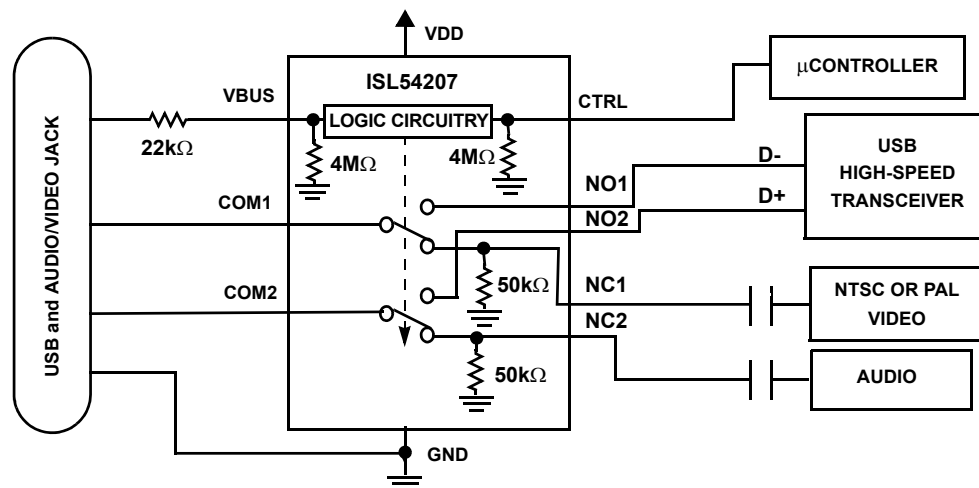 VDD
VBUS
ISL54207
CTRL
µCONTROLLER
LOGIC CIRCUITRY
22kΩ
4MΩ
4MΩ
USB
HIGH-SPEED
TRANSCEIVER
D-
D+
NO1
NO2
COM1
50kΩ
NC1
COM2
NC2
50kΩ
NTSC OR PAL
VIDEO
AUDIO
GND
USB and AUDIO/VIDEO JACK